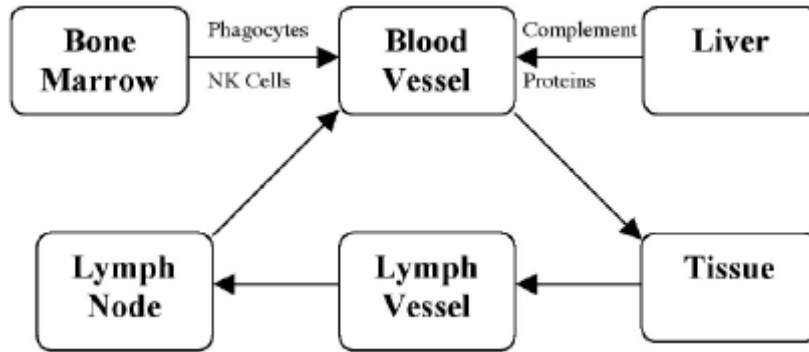 Bone
Marrow
Phagocytes
NK Cells
Blood
Vessel
Complement
Proteins
Liver
Lymph
Node
Lymph
Vessel
Tissue